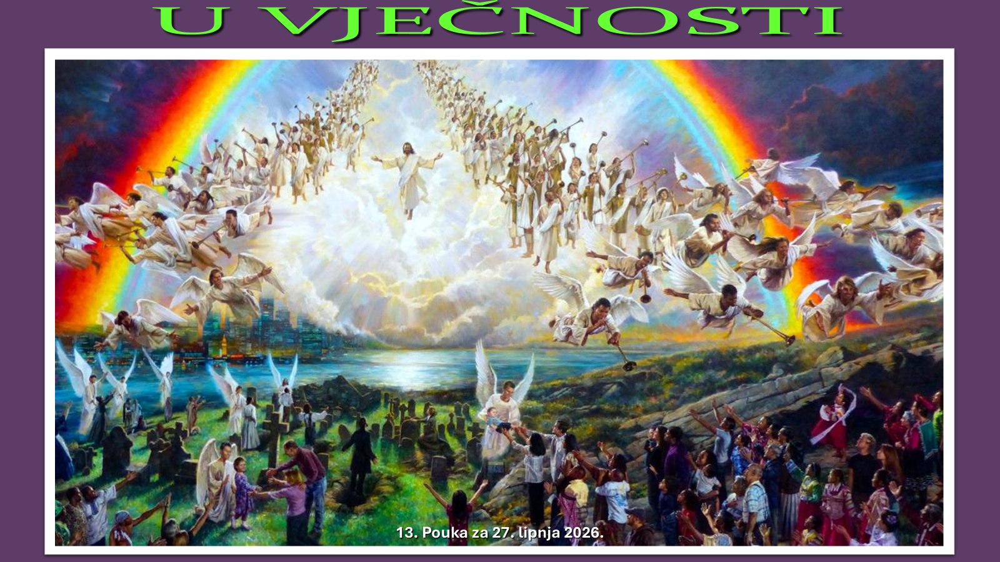 U VJEČNOSTI
13. Pouka za 27. lipnja 2026.